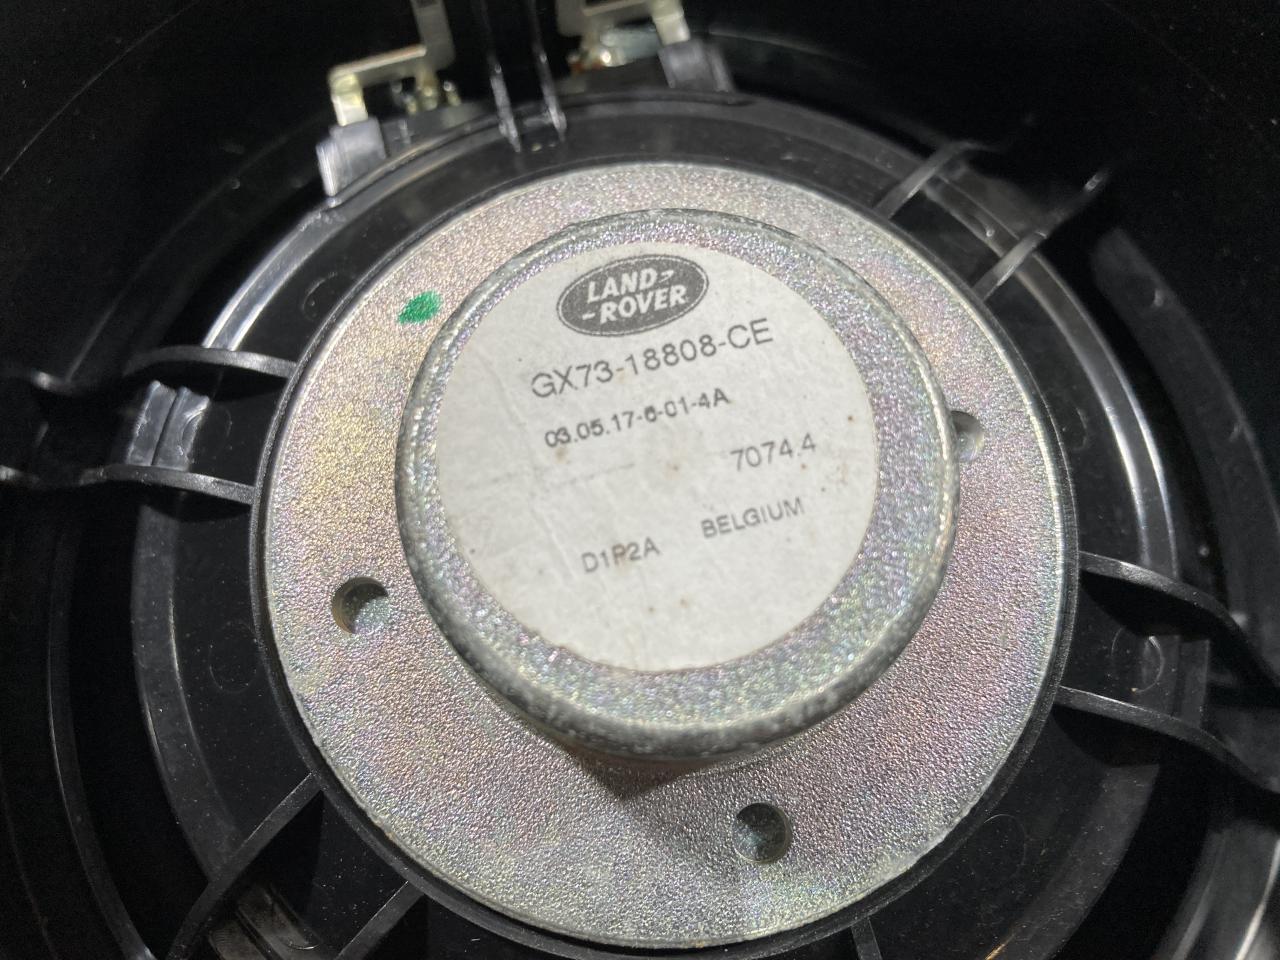 LAND-
-ROVER
GX73-18808-CE
03.05.17-6-01-4A
7074.4
D1P2A BELGIUM